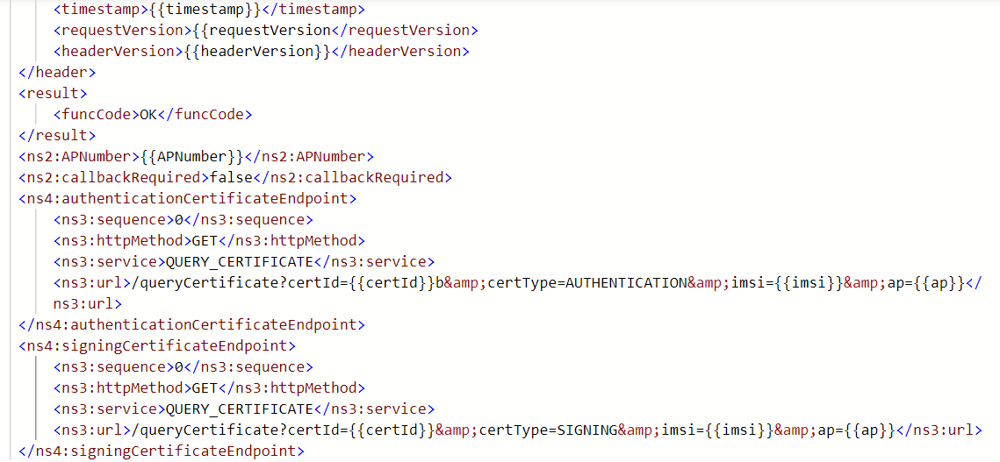 <timestamp>{{timestamp}}</timestamp>
<requestVersion>{{requestVersion</requestVersion>
<headerVersion>{{headerVersion}}</headerVersion>
</header>
<result>
<funcCode>OK</funcCode>
</result>
<ns2:APNumber>{{APNumber}}</ns2:APNumber>
<ns2:callbackRequired>false</ns2:callbackRequired>
<ns4:authenticationCertificateEndpoint>
<ns3:sequence>0</ns3:sequence>
<ns3:httpMethod>GET</ns3:httpMethod>
<ns3:service>QUERY_CERTIFICATE</ns3:service>
<ns3:url>/queryCertificate?certId={{certId}}b&amp;certType=AUTHENTICATION&amp;imsi={{imsi}}&amp;ap={{ap}}</
ns3:url>
</ns4:authenticationCertificateEndpoint>
<ns4:signingCertificateEndpoint>
<ns3:sequence>0</ns3:sequence>
<ns3:httpMethod>GET</ns3:httpMethod>
<ns3:service>QUERY_CERTIFICATE</ns3:service>
<ns3:url>/queryCertificate?certId={{certId}}&amp;certType=SIGNING&amp;imsi={{imsi}}&amp;ap={{ap}}</ns3:url>
</ns4:signingCertificateEndpoint>